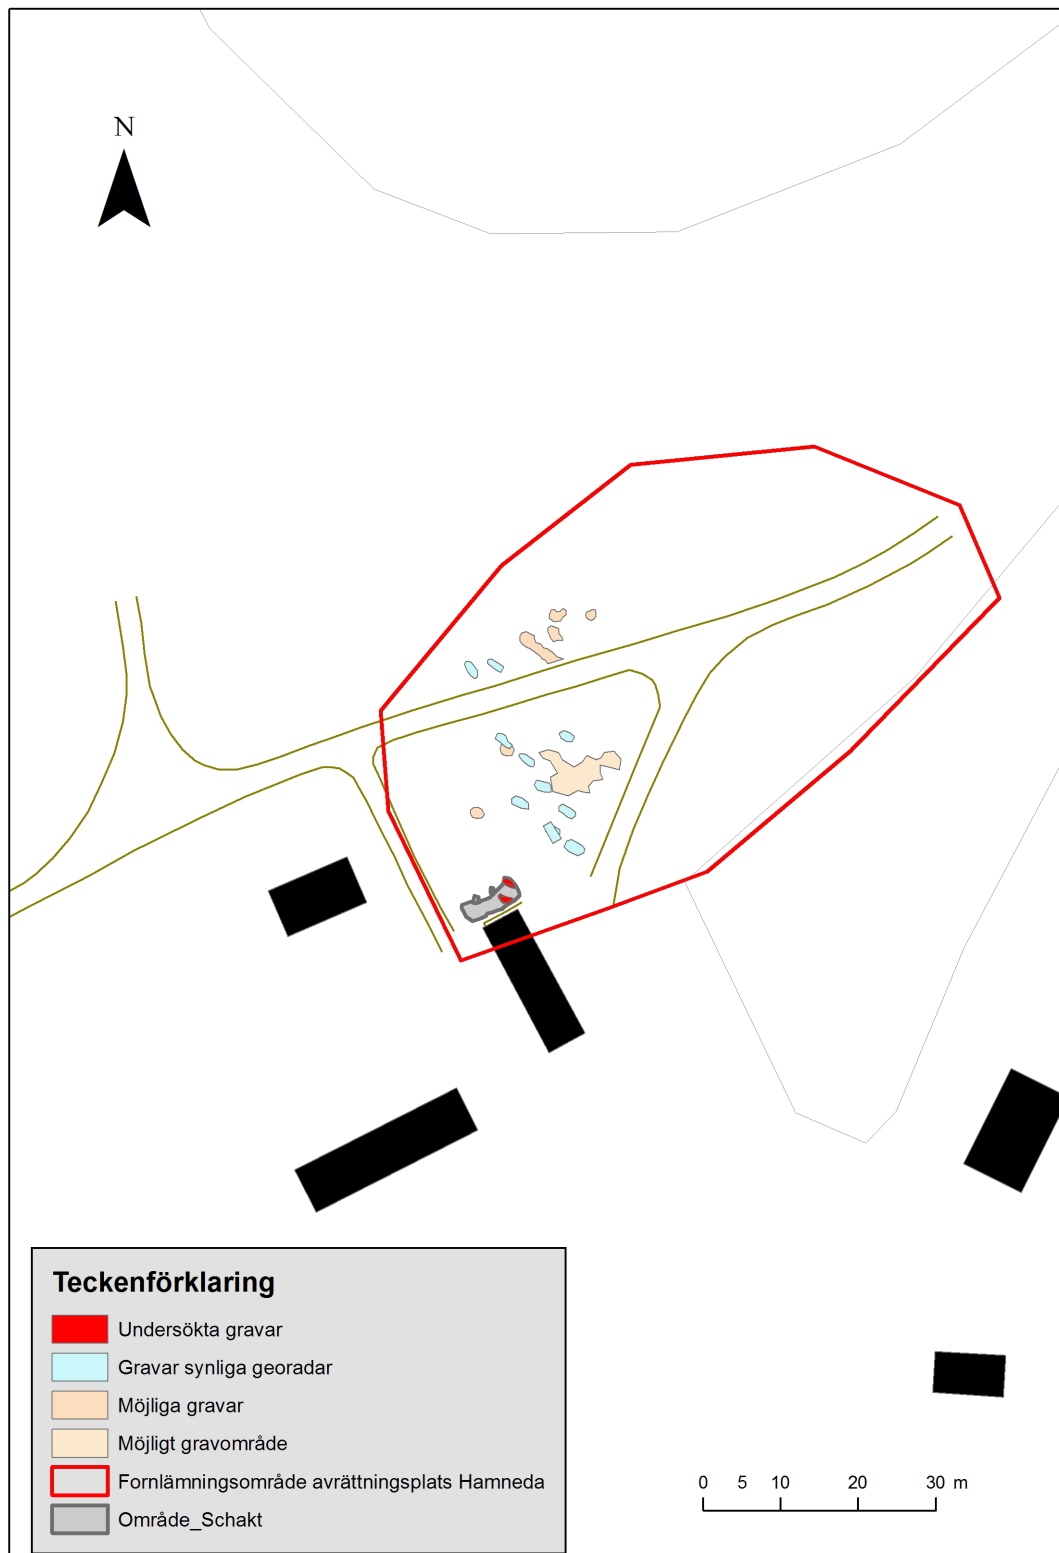 N
Teckenförklaring
Undersökta gravar
Gravar synliga georadar
Möjliga gravar
Möjligt gravområde
Fornlämningsområde avrättningsplats Hamneda
Område_Schakt
0 5 10 20 30 m